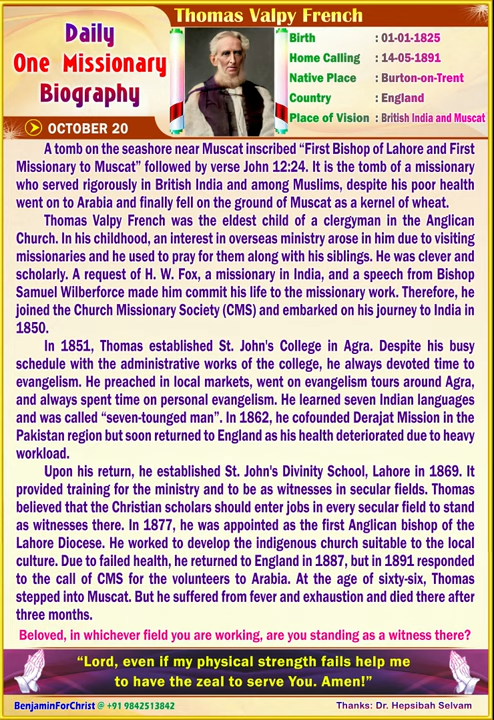 Thomas Valpy French
Daily
One Missionary
Biography
OCTOBER 20
Birth : 01-01-1825
Home Calling : 14-05-1891
Native Place : Burton-on-Trent
Country : England
Place of Vision : British India and Muscat
A tomb on the seashore near Muscat inscribed “First Bishop of Lahore and First
Missionary to Muscat” followed by verse John 12:24. It is the tomb of a missionary
who served rigorously in British India and among Muslims, despite his poor health
went on to Arabia and finally fell on the ground of Muscat as a kernel of wheat.
Thomas Valpy French was the eldest child of a clergyman in the Anglican
Church. In his childhood, an interest in overseas ministry arose in him due to visiting
missionaries and he used to pray for them along with his siblings. He was clever and
scholarly. A request of H. W. Fox, a missionary in India, and a speech from Bishop
Samuel Wilberforce made him commit his life to the missionary work. Therefore, he
joined the Church Missionary Society (CMS) and embarked on his journey to India in
1850.
In 1851, Thomas established St. John's College in Agra. Despite his busy
schedule with the administrative works of the college, he always devoted time to
evangelism. He preached in local markets, went on evangelism tours around Agra,
and always spent time on personal evangelism. He learned seven Indian languages
and was called “seven-tounged man”. In 1862, he cofounded Derajat Mission in the
Pakistan region but soon returned to England as his health deteriorated due to heavy
workload.
Upon his return, he established St. John's Divinity School, Lahore in 1869. It
provided training for the ministry and to be as witnesses in secular fields. Thomas
believed that the Christian scholars should enter jobs in every secular field to stand
as witnesses there. In 1877, he was appointed as the first Anglican bishop of the
Lahore Diocese. He worked to develop the indigenous church suitable to the local
culture. Due to failed health, he returned to England in 1887, but in 1891 responded
to the call of CMS for the volunteers to Arabia. At the age of sixty-six, Thomas
stepped into Muscat. But he suffered from fever and exhaustion and died there after
three months.
Beloved, in whichever field you are working, are you standing as a witness there?
“Lord, even if my physical strength fails help me
to have the zeal to serve You. Amen!”
BenjaminForChrist @ +91 9842513842
Thanks: Dr. Hepsibah Selvam